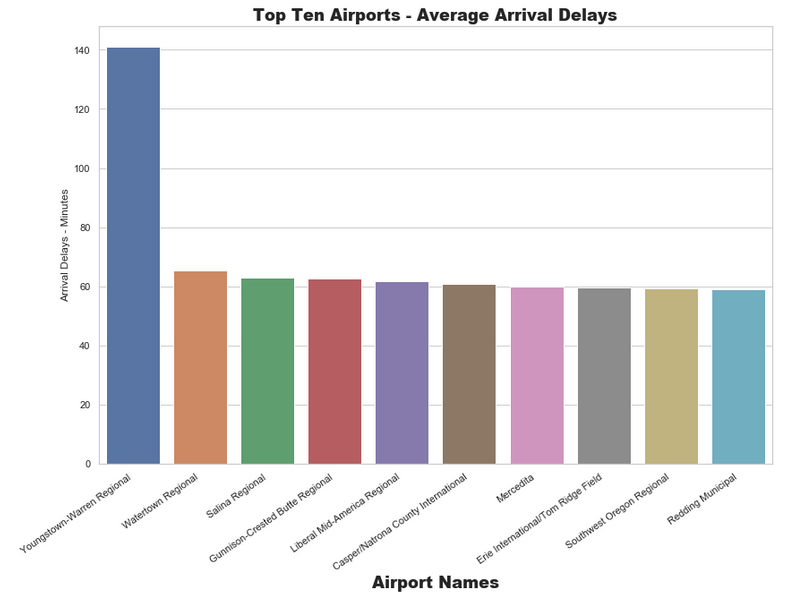 Top Ten Airports - Average Arrival Delays
Arrival Delays - Minutes
140
120
100
80
60
40
20
0
Youngstown-Warren Regional
Watertown Regional
Salina Regional
Gunnison-Crested Butte Regional
Liberal Mid-America Regional
Casper/Natrona County International
Mercedita
Erie International/Tom Ridge Field
Southwest Oregon Regional
Redding Municipal
Airport Names